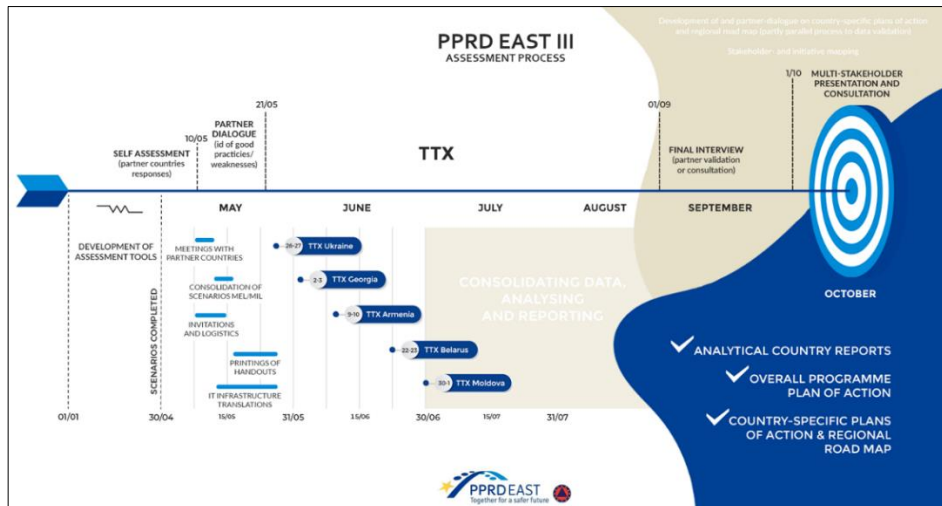 PPRD EAST III
ASSESSMENT PROCESS
Development of and partner-dialogue on country-specific plans of action
and regional road map (partly parallel process to data validation)
Stakeholder- and initiative mapping
1/10
MULTI-STAKEHOLDER
PRESENTATION AND
CONSULTATION
21/05
01/09
10/05
PARTNER
DIALOGUE
(id of good
practicies/
weaknesses)
SELF ASSESSMENT
(partner countries
responses)
TTX
FINAL INTERVIEW
(partner validation
or consultation)
MAY
JUNE
JULY
AUGUST
SEPTEMBER
DEVELOPMENT OF
ASSESSMENT TOOLS
SCENARIOS COMPLETED
MEETINGS WITH
PARTNER COUNTRIES
CONSOLIDATION OF
SCENARIOS MEL/MIL
INVITATIONS
AND LOGISTICS
PRINTINGS OF
HANDOUTS
IT INFRASTRUCTURE
TRANSLATIONS
26-27 TTX Ukraine
2-3 TTX Georgia
9-10 TTX Armenia
22-23 TTX Belarus
30-1 TTX Moldova
CONSOLIDATING DATA,
ANALYSING
AND REPORTING
OCTOBER
ANALYTICAL COUNTRY REPORTS
OVERALL PROGRAMME
PLAN OF ACTION
COUNTRY-SPECIFIC PLANS
OF ACTION & REGIONAL
ROAD MAP
01/01
30/04
15/05
31/05
15/06
30/06
15/07
31/07
PPRD EAST
Together for a safer future